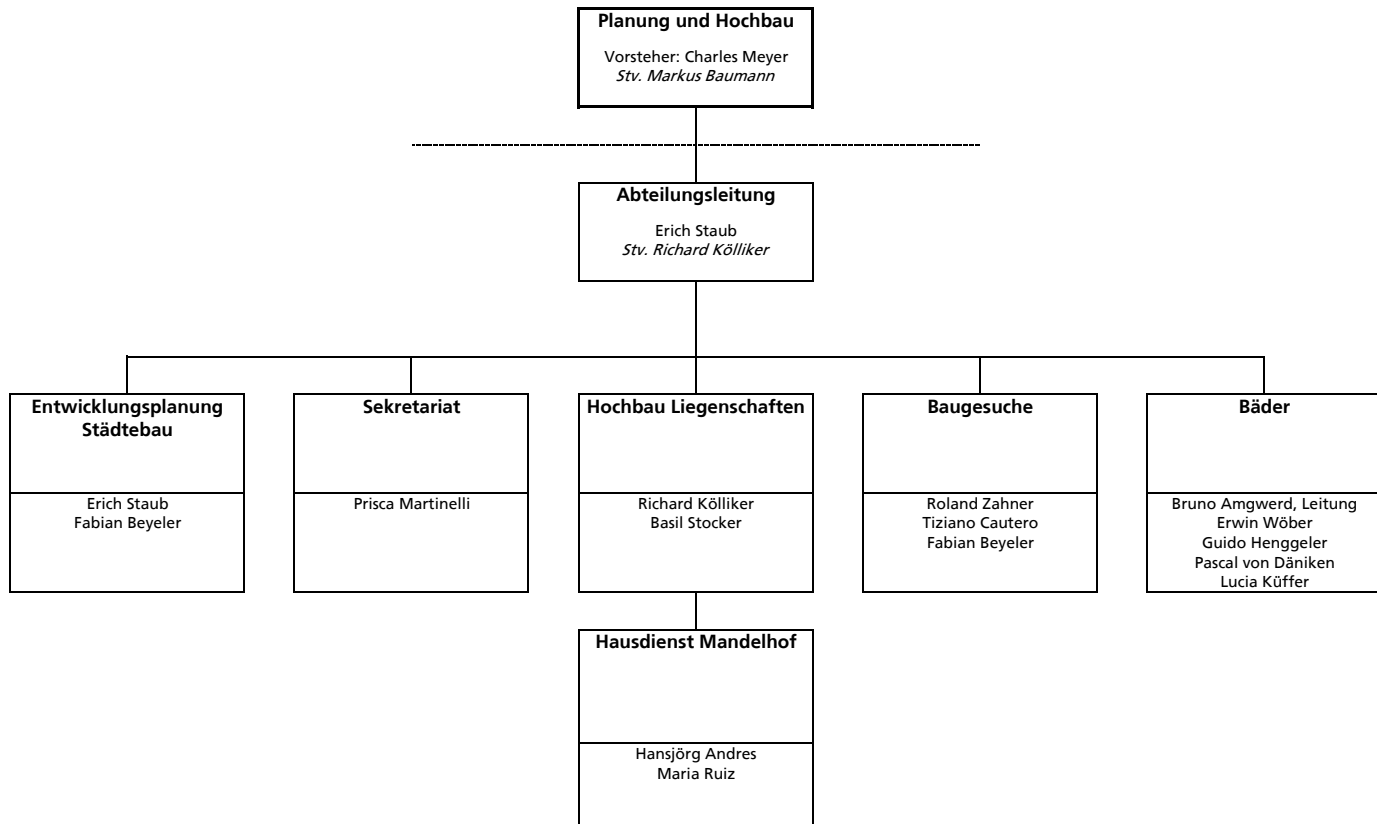 Planung und Hochbau
Vorsteher: Charles Meyer
Stv. Markus Baumann
Abteilungsleitung
Erich Staub
Stv. Richard Kölliker
Entwicklungsplanung
Städtebau
Erich Staub
Fabian Beyeler
Sekretariat
Prisca Martinelli
Hochbau Liegenschaften
Richard Kölliker
Basil Stocker
Baugesuche
Roland Zahner
Tiziano Cautero
Fabian Beyeler
Bäder
Bruno Amgwerd, Leitung
Erwin Wöber
Guido Henggeler
Pascal von Däniken
Lucia Küffer
Hausdienst Mandelhof
Hansjörg Andres
Maria Ruiz